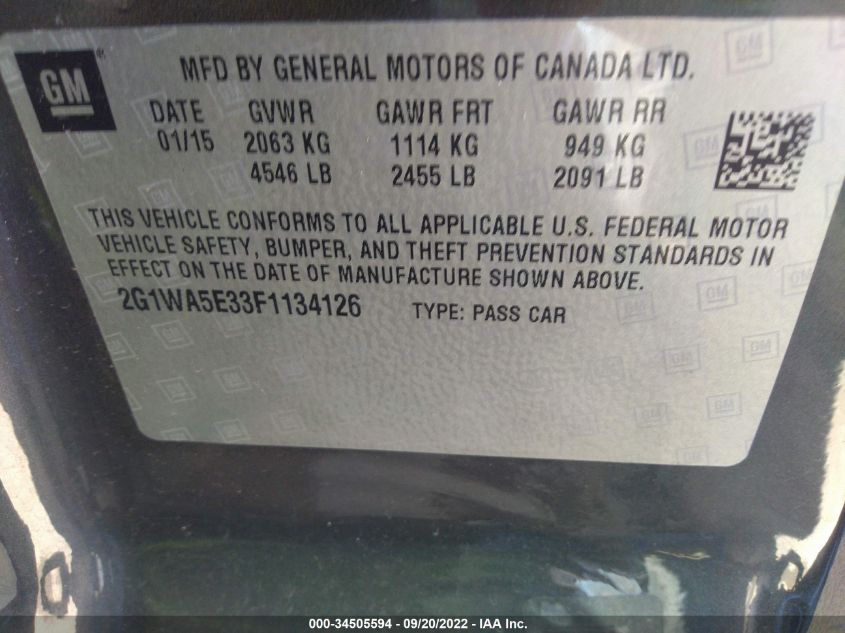 GM
MFD BY GENERAL MOTORS OF CANADA LTD.
DATE GVWR GAWR FRT GAWR RR
01/15 2063 KG 1114 KG 949 KG
4546 LB 2455 LB 2091 LB
THIS VEHICLE CONFORMS TO ALL APPLICABLE U.S. FEDERAL MOTOR
VEHICLE SAFETY, BUMPER, AND THEFT PREVENTION STANDARDS IN
EFFECT ON THE DATE OF MANUFACTURE SHOWN ABOVE.
2G1WA5E33F1134126 TYPE: PASS CAR
000-34505594 - 09/20/2022 - IAA Inc.